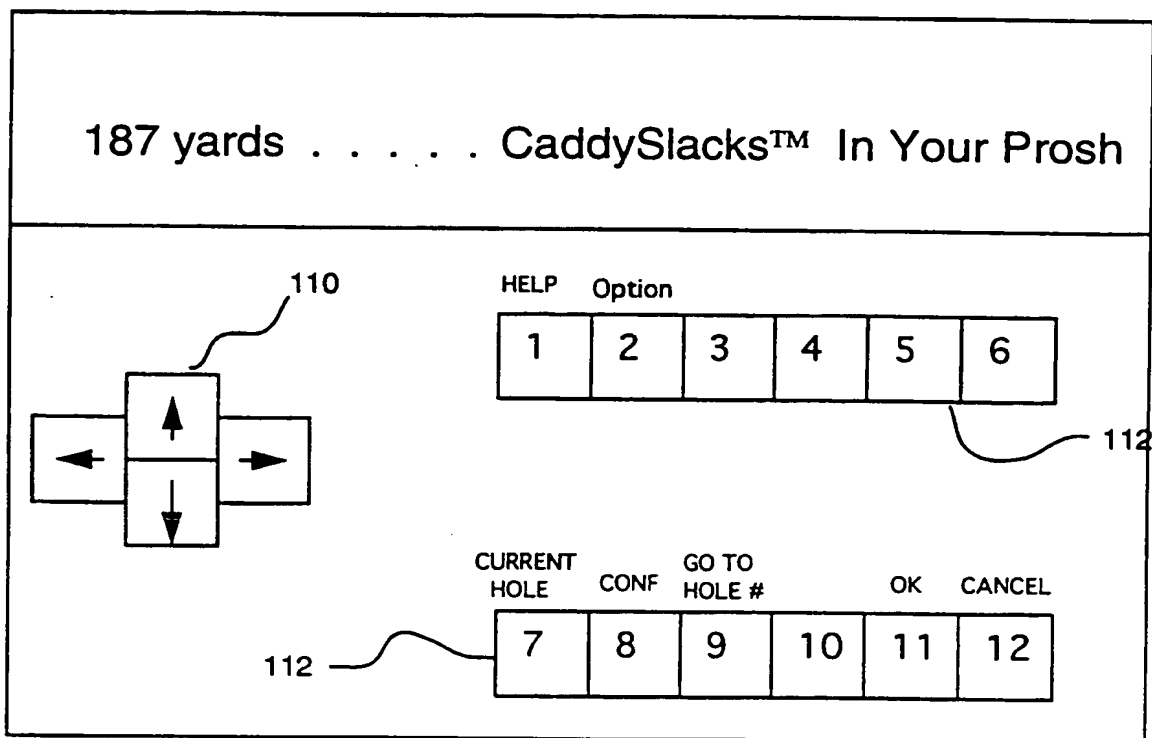 187 yards . . . . . CaddySlacks™ In Your Prosh
110
HELP Option
1 2 3 4 5 6
112
CURRENT HOLE CONF GO TO HOLE # OK CANCEL
7 8 9 10 11 12
112